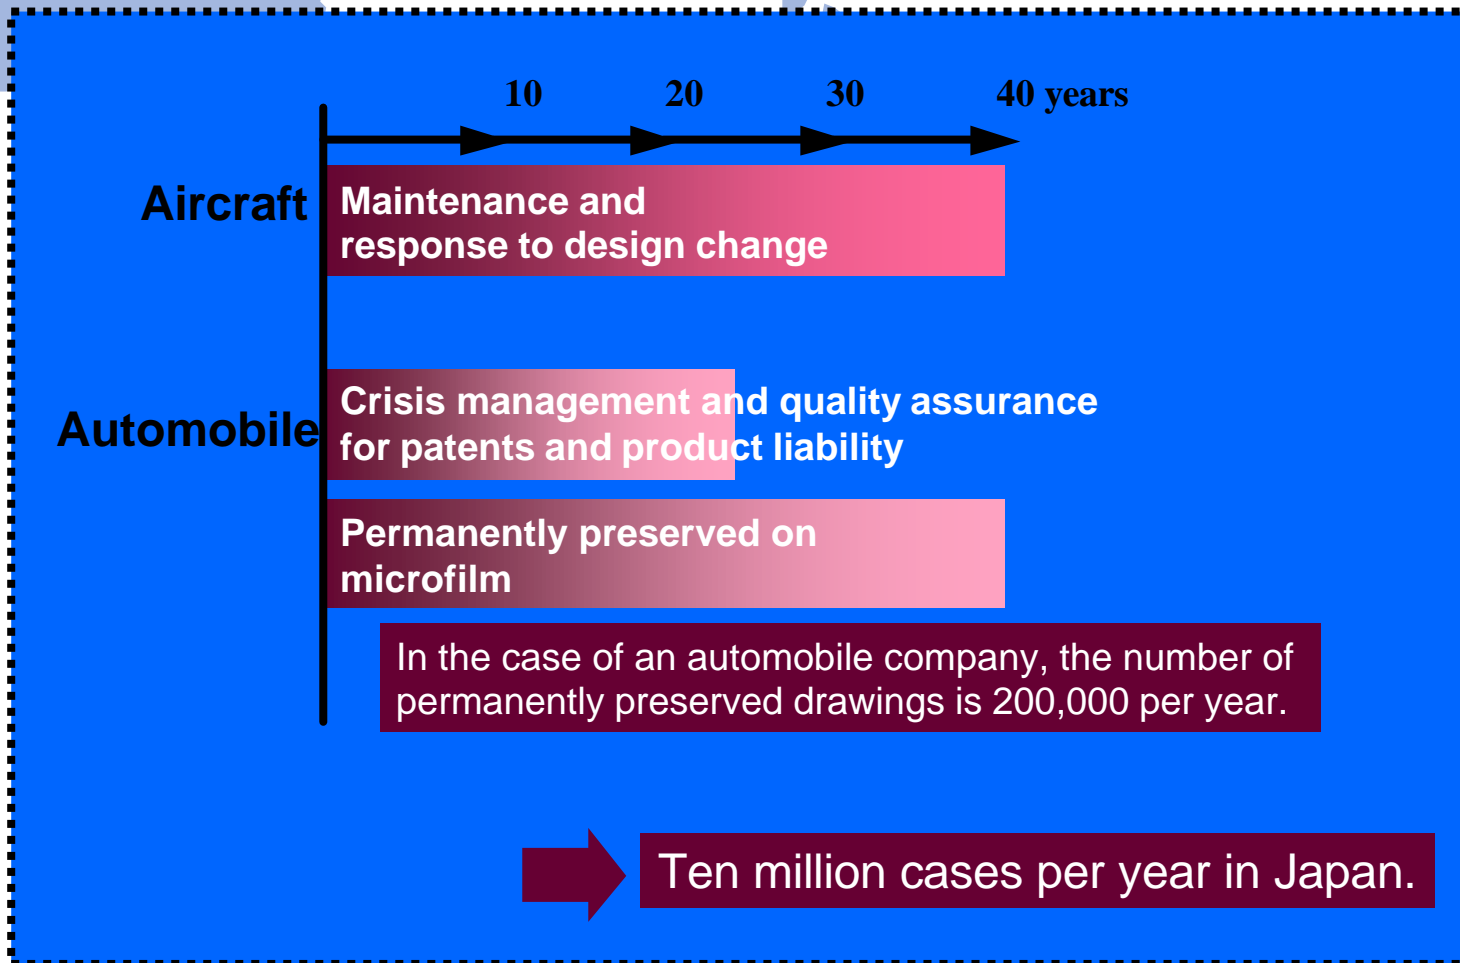 10 20 30 40 years
Aircraft
Maintenance and
response to design change
Automobile
Crisis management and quality assurance
for patents and product liability
Permanently preserved on
microfilm
In the case of an automobile company, the number of
permanently preserved drawings is 200,000 per year.
Ten million cases per year in Japan.